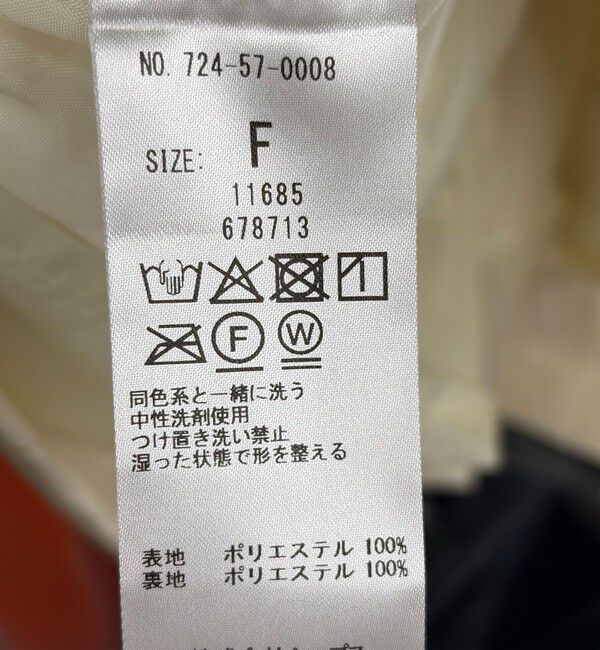 NO. 724-57-0008
SIZE: F
11685
678713
F W
同色系と一緒に洗う
中性洗剤使用
つけ置き洗い禁止
湿った状態で形を整える
表地 ポリエステル 100%
裏地 ポリエステル 100%